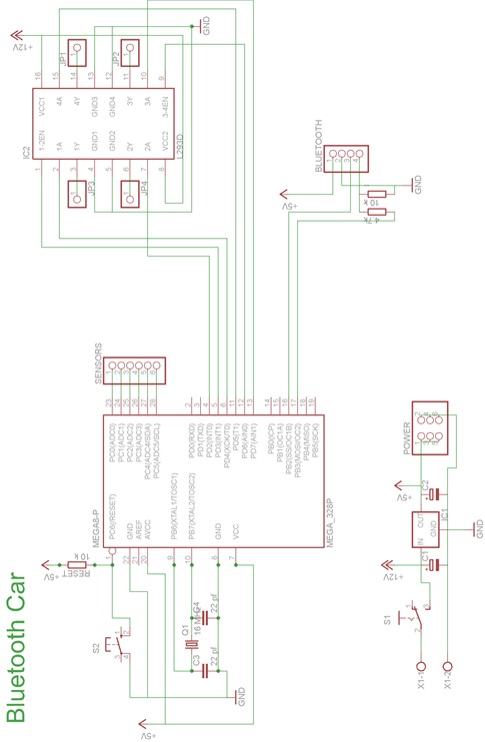 Bluetooth Car
+5V
RESET
10 k
S2
3
4
1
2
MEGA8-P
1 PC6(/RESET)
22 GND
21 AREF
20 AVCC
9 PB6(XTAL1/TOSC1)
10 PB7(XTAL2/TOSC2)
8 GND
7 VCC
PC0(ADC0) 23
PC1(ADC1) 24
PC2(ADC2) 25
PC3(ADC3) 26
PC4(ADC4/SDA) 27
PC5(ADC5/SCL) 28
PD0(RXD) 2
PD1(TXD) 3
PD2(INT0) 4
PD3(INT1) 5
PD4(XCK/T0) 6
PD5(T1) 11
PD6(AIN0) 12
PD7(AIN1) 13
PB0(ICP) 14
PB1(OC1A) 15
PB2(SS/OC1B) 16
PB3(MOSI/OC2) 17
PB4(MISO) 18
PB5(SCK) 19
MEGA_328P
+5V
Q1
16 MHz
C3
C4
22 pf
22 pf
GND
SENSORS
1
2
3
4
5
6
IC2
+12V
1 1-2EN VCC1 16
2 1A 4A 15
3 1Y 4Y 14
4 GND1 GND3 13
5 GND2 GND4 12
6 2Y 3Y 11
7 2A 3A 10
8 VCC2 3-4EN 9
L293D
1
JP3
1
JP4
JP1
1
JP2
1
GND
+5V
BLUETOOTH
1
2
3
4
4.7k
10 k
GND
S1
X1-1
X1-2
1
2
3
+12V
C1
IN OUT
GND
IC1
+5V
C2
POWER
1 2
GND